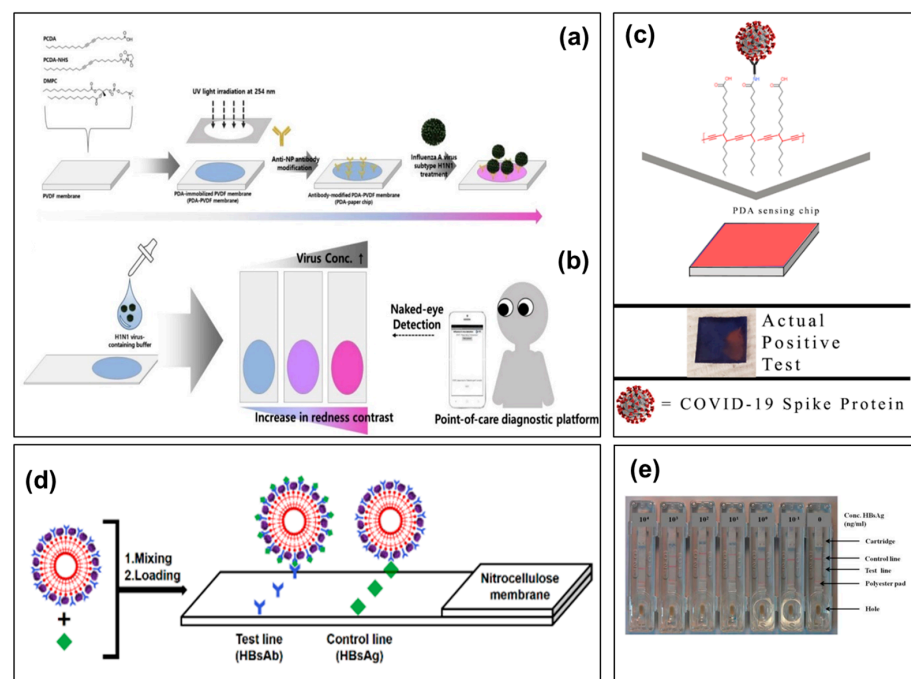 (a)
PCDA
PCDA-NHS
DMPC
UV light irradiation at 254 nm
Anti-NP antibody
modification
Influenza A virus
subtype H1N1
treatment
PVDF membrane
PDA-immobilized PVDF membrane
(PDA-PVDF membrane)
Antibody-modified PDA-PVDF membrane
(PDA-paper chip)
(b)
Virus Conc. ↑
H1N1 virus-
containing buffer
Naked-eye
Detection
Increase in redness contrast
Point-of-care diagnostic platform
(c)
PDA sensing chip
Actual
Positive
Test
= COVID-19 Spike Protein
(d)
1.Mixing
2.Loading
+
Nitrocellulose
membrane
Test line
(HBsAb)
Control line
(HBsAg)
(e)
Conc. HBsAg
(ng/ml)
Cartridge
Control line
Test line
Polyester pad
Hole
0